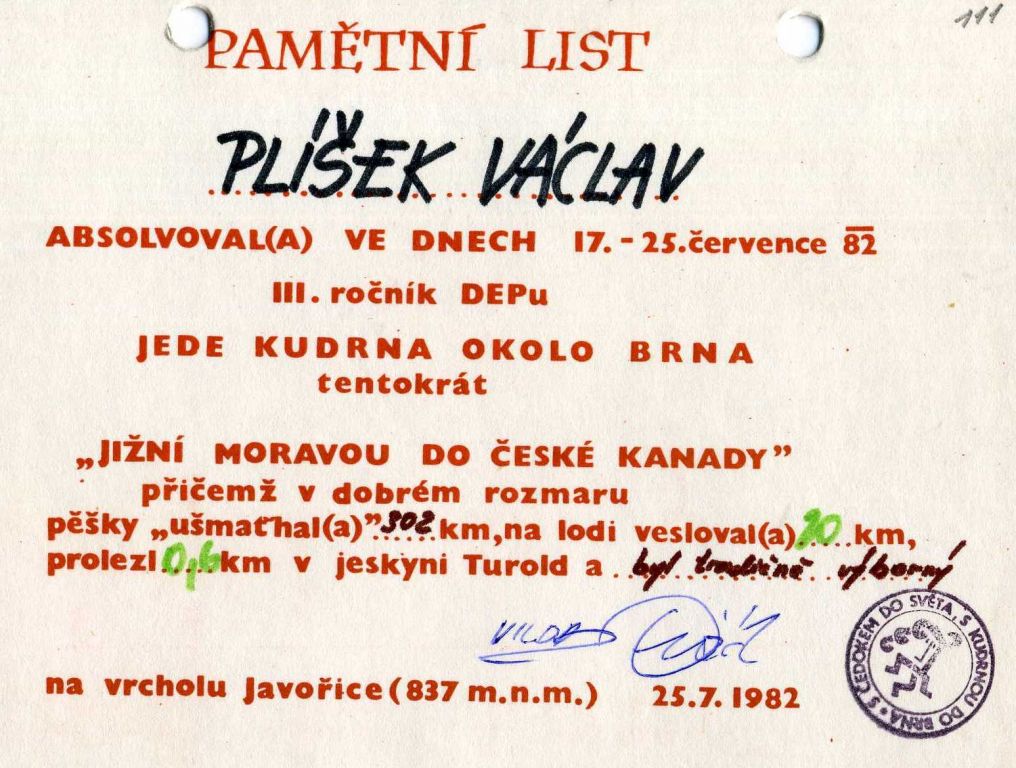 111
PAMĚTNÍ LIST
PLÍŠEK VÁCLAV
ABSOLVOVAL(A) VE DNECH 17.-25.července 82
III. ročník DEPu
JEDE KUDRNA OKOLO BRNA
tentokrát
„JIŽNÍ MORAVOU DO ČESKÉ KANADY”
přičemž v dobrém rozmaru
pěšky „ušmaťhal(a)” 302 km, na lodi vesloval(a) 20 km,
prolezl 0,6 km v jeskyni Turold a byl tradičně výborný
na vrcholu Javořice (837 m.n.m.) 25.7.1982
S ČEDOKEM DO SVĚTA, S KUDRNOU DO BRNA